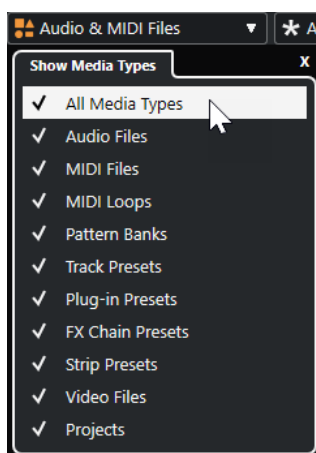 Audio & MIDI Files A
Show Media Types X
All Media Types
Audio Files
MIDI Files
MIDI Loops
Pattern Banks
Track Presets
Plug-in Presets
FX Chain Presets
Strip Presets
Video Files
Projects